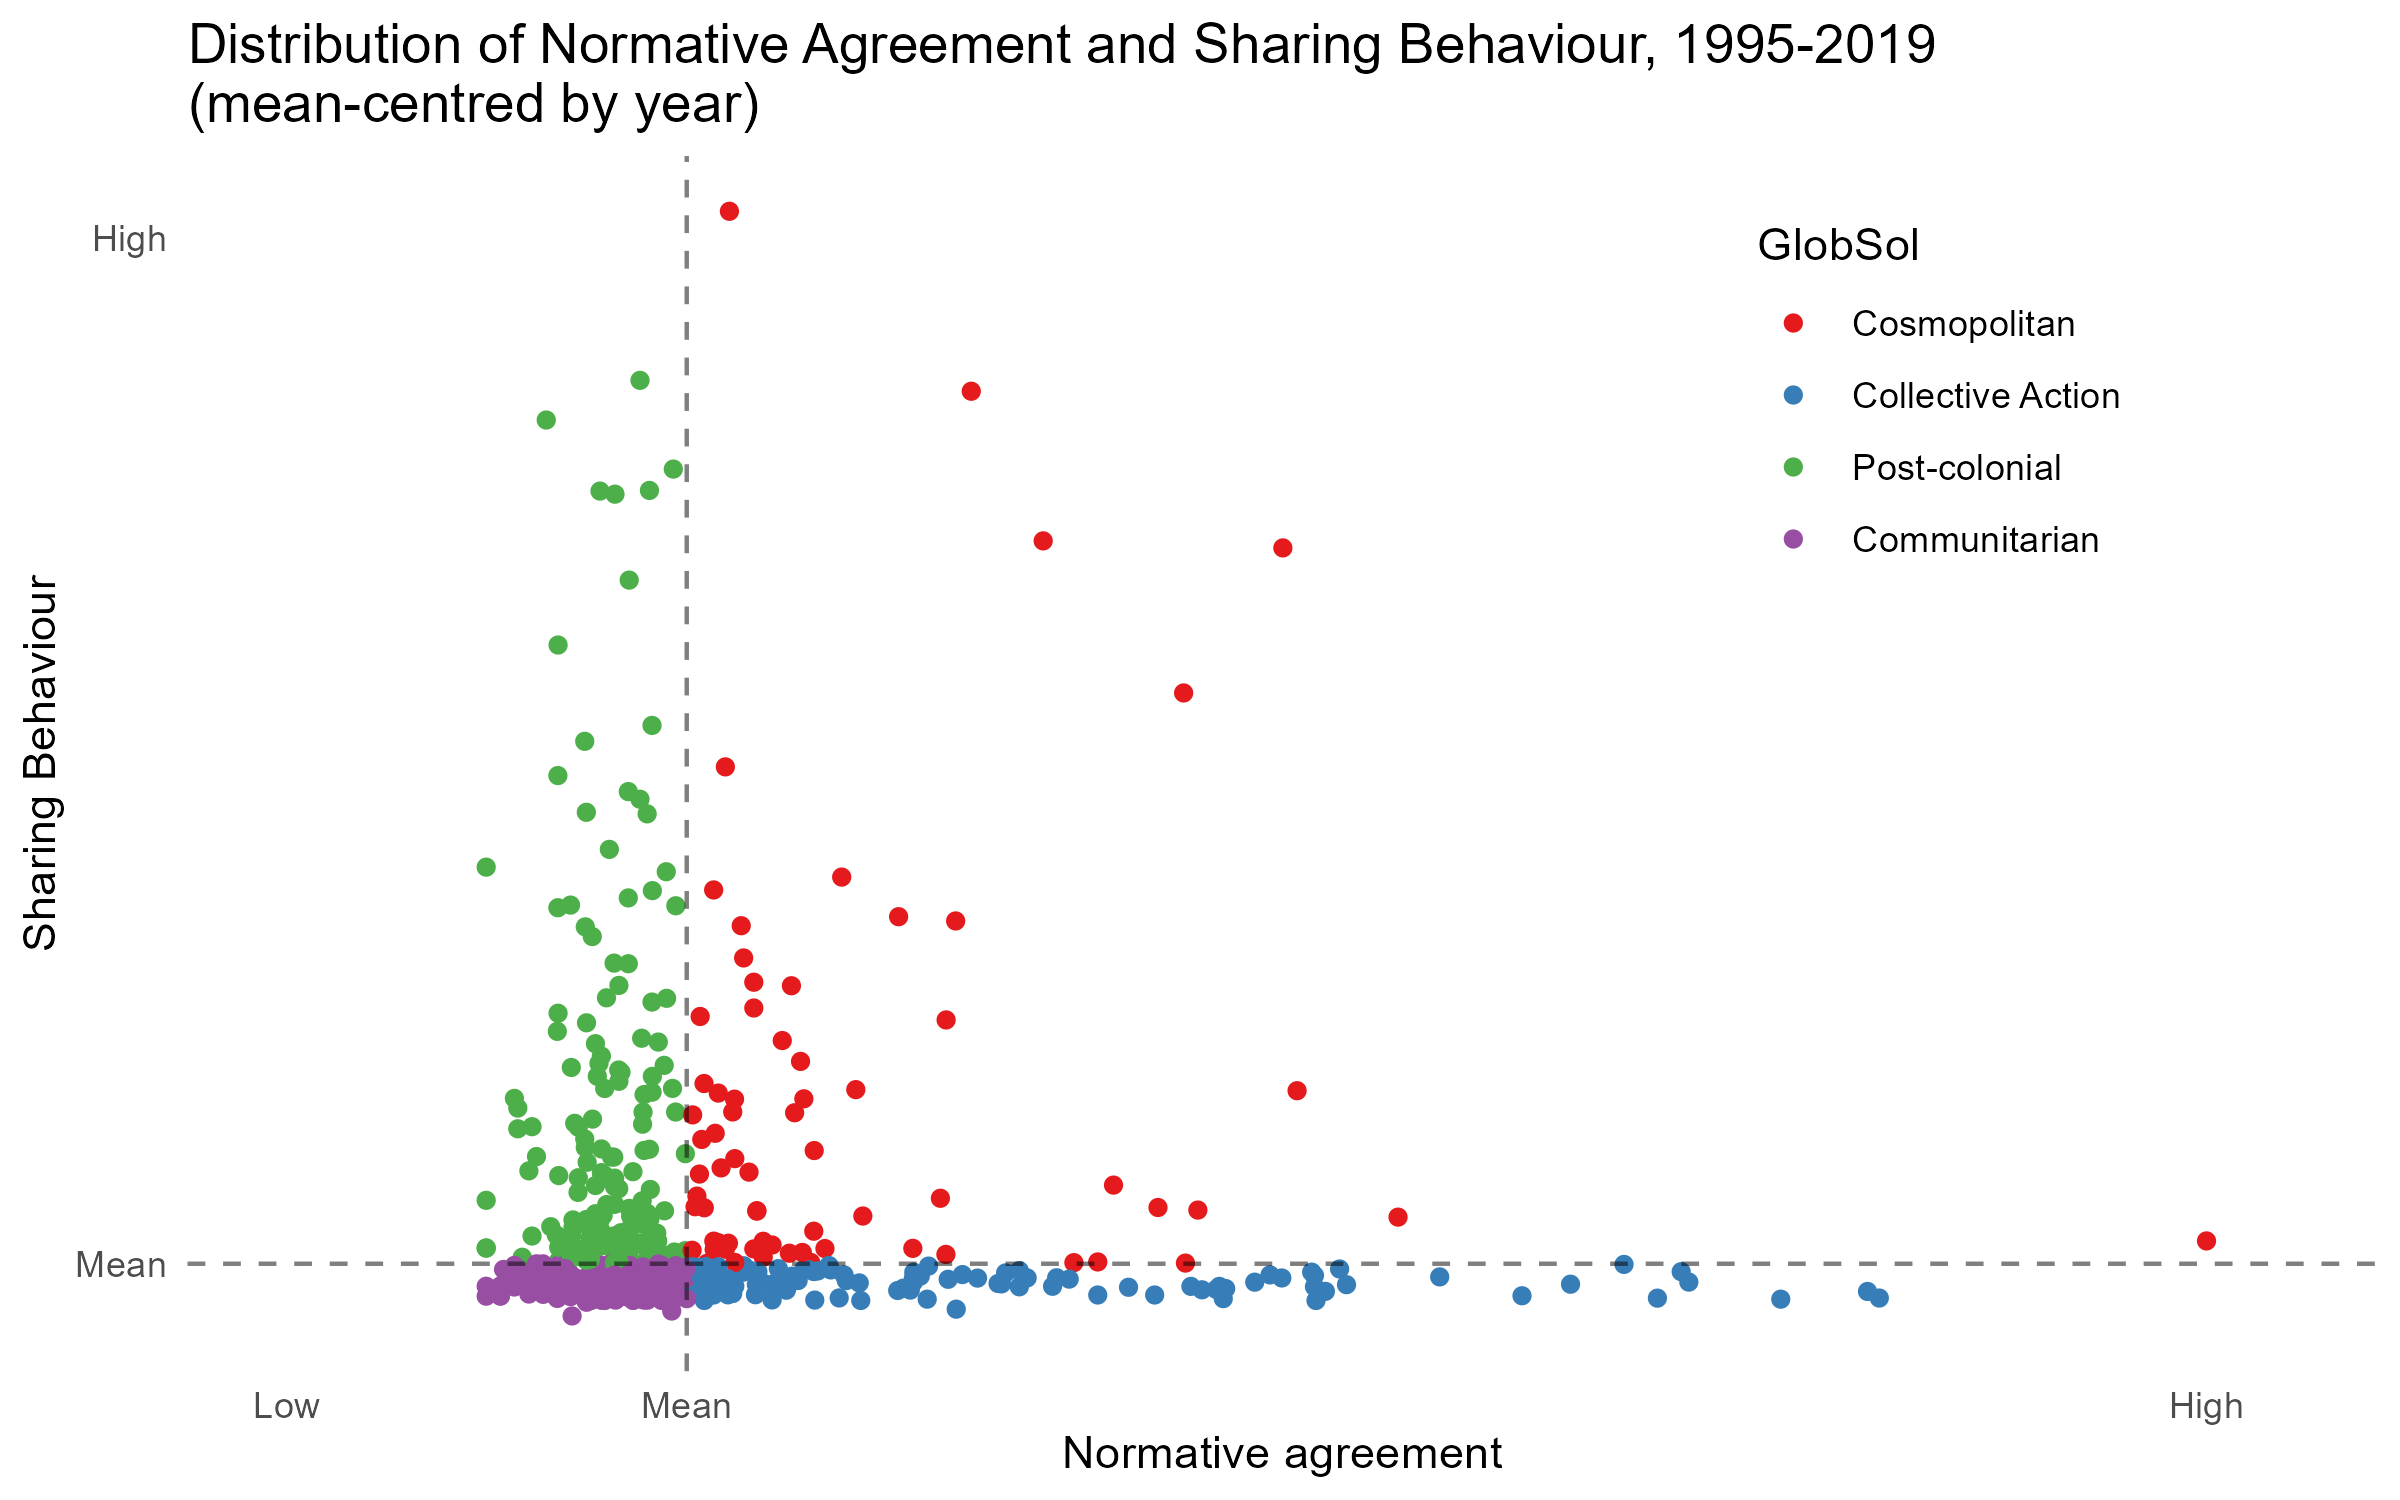 Distribution of Normative Agreement and Sharing Behaviour, 1995-2019
(mean-centred by year)
High
Mean
Sharing Behaviour
GlobSol
Cosmopolitan
Collective Action
Post-colonial
Communitarian
Low
Mean
High
Normative agreement